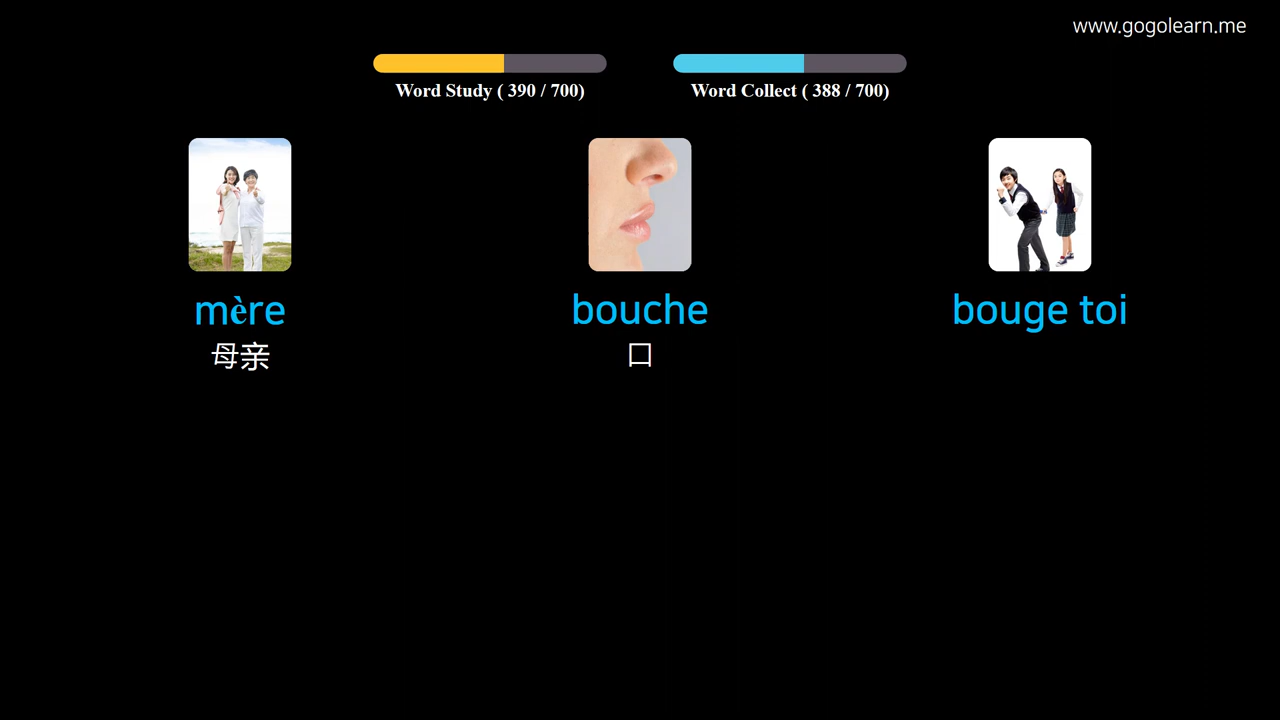 www.gogolearn.me
Word Study ( 390 / 700)
Word Collect ( 388 / 700)
mère
bouche
bouge toi
母亲
口